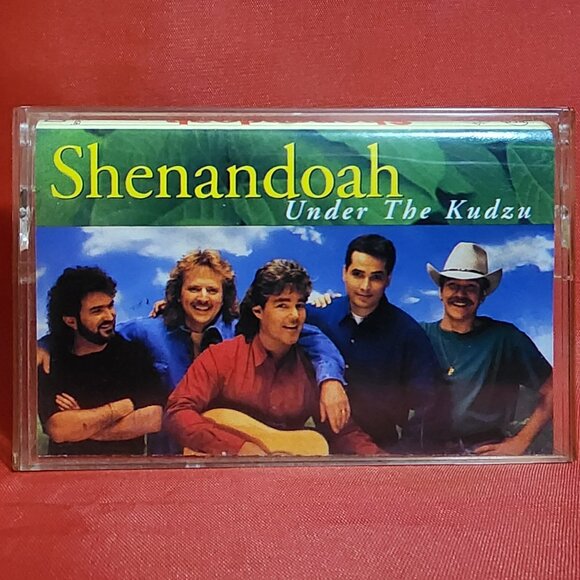 Shenandoah
Under The Kudzu